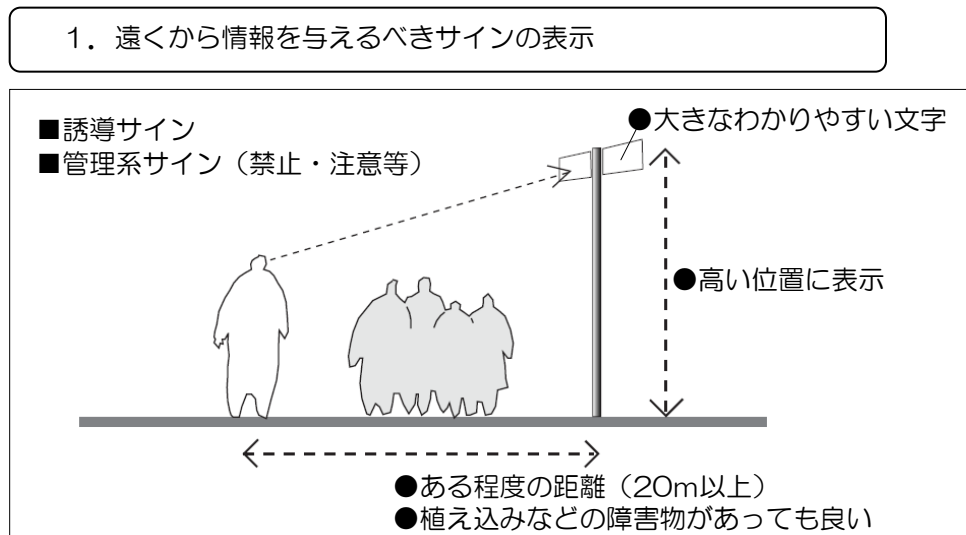 １．遠くから情報を与えるべきサインの表示
■誘導サイン
■管理系サイン（禁止・注意等）
●大きなわかりやすい文字
●高い位置に表示
●ある程度の距離（20m以上）
●植え込みなどの障害物があっても良い